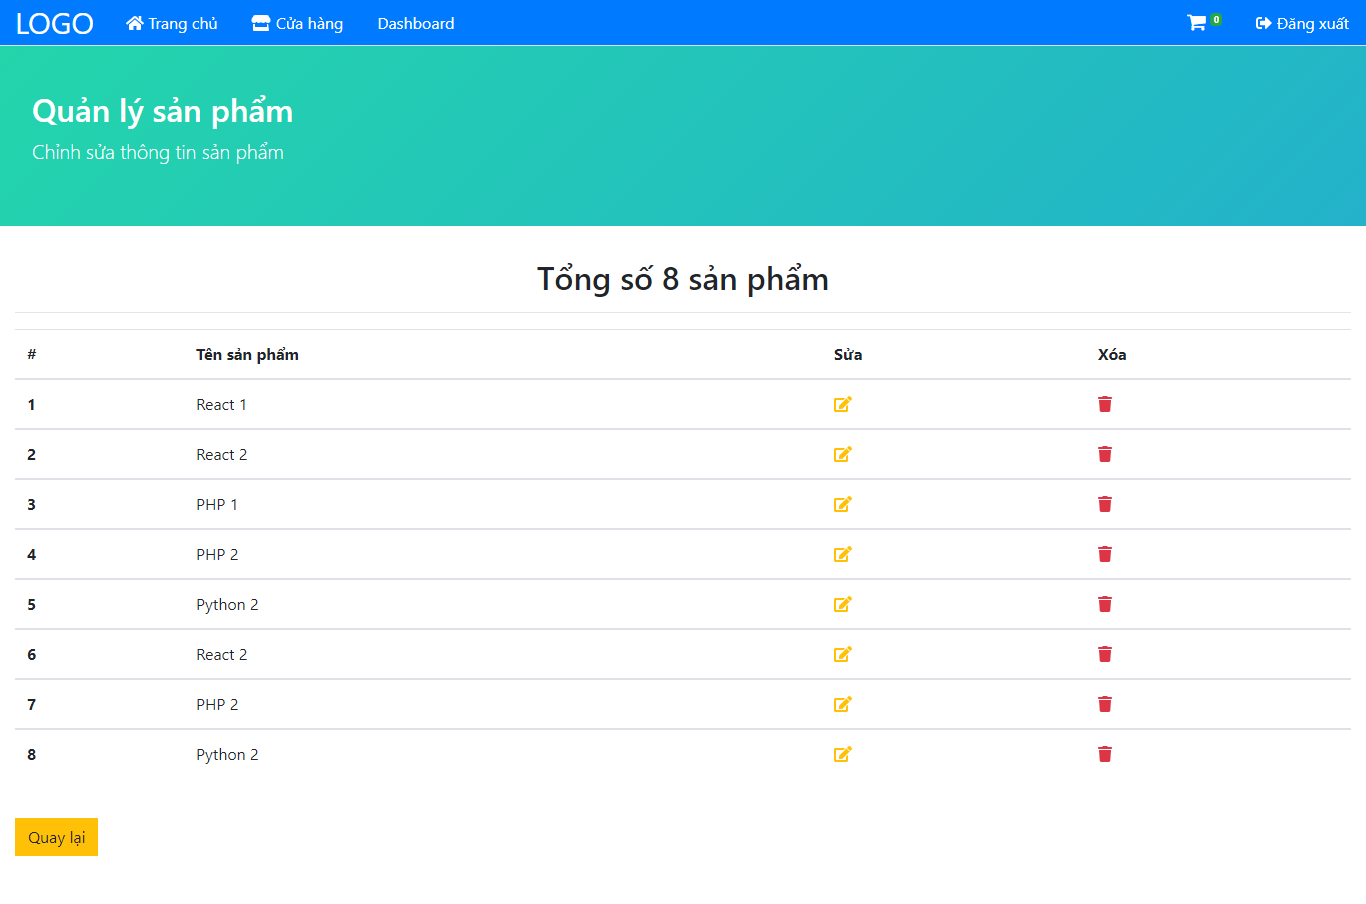 LOGO Trang chủ Cửa hàng Dashboard 0 Đăng xuất
Quản lý sản phẩm
Chỉnh sửa thông tin sản phẩm
Tổng số 8 sản phẩm
# Tên sản phẩm Sửa Xóa
1 React 1
2 React 2
3 PHP 1
4 PHP 2
5 Python 2
6 React 2
7 PHP 2
8 Python 2
Quay lại